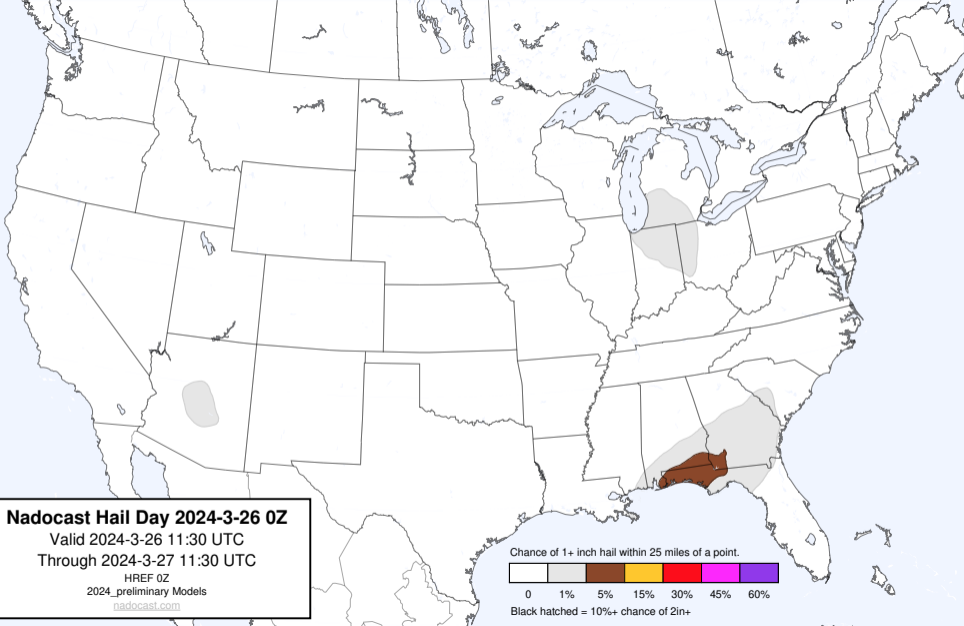 Nadocast Hail Day 2024-3-26 0Z
Valid 2024-3-26 11:30 UTC
Through 2024-3-27 11:30 UTC
HREF 0Z
2024_preliminary Models
nadocast.com
Chance of 1+ inch hail within 25 miles of a point.
0 1% 5% 15% 30% 45% 60%
Black hatched = 10%+ chance of 2in+